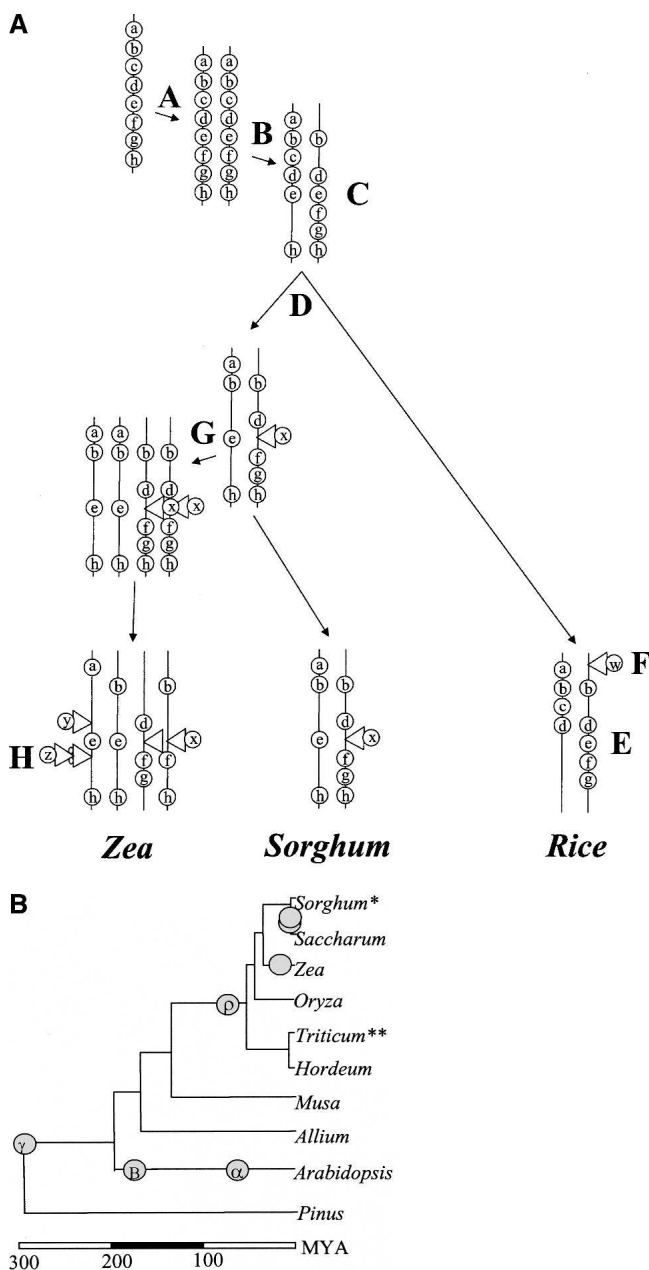 A
a b c d e f g h
A
a b c d e f g h
a b c d e f g h
B
a b c d e h
b d e f g h
C
D
a b e h
b d x f g h
G
a b e h
a b e h
b d x f g h
b d x f g h
H
a y e z h
b e h
d f g h
b x f h
Zea
a b e h
b d x f g h
Sorghum
a b c d
w b d e f g
F
E
Rice
B
Sorghum*
Saccharum
Zea
Oryza
ρ
Triticum**
Hordeum
Musa
Allium
γ
Β
α
Arabidopsis
Pinus
300 200 100 MYA